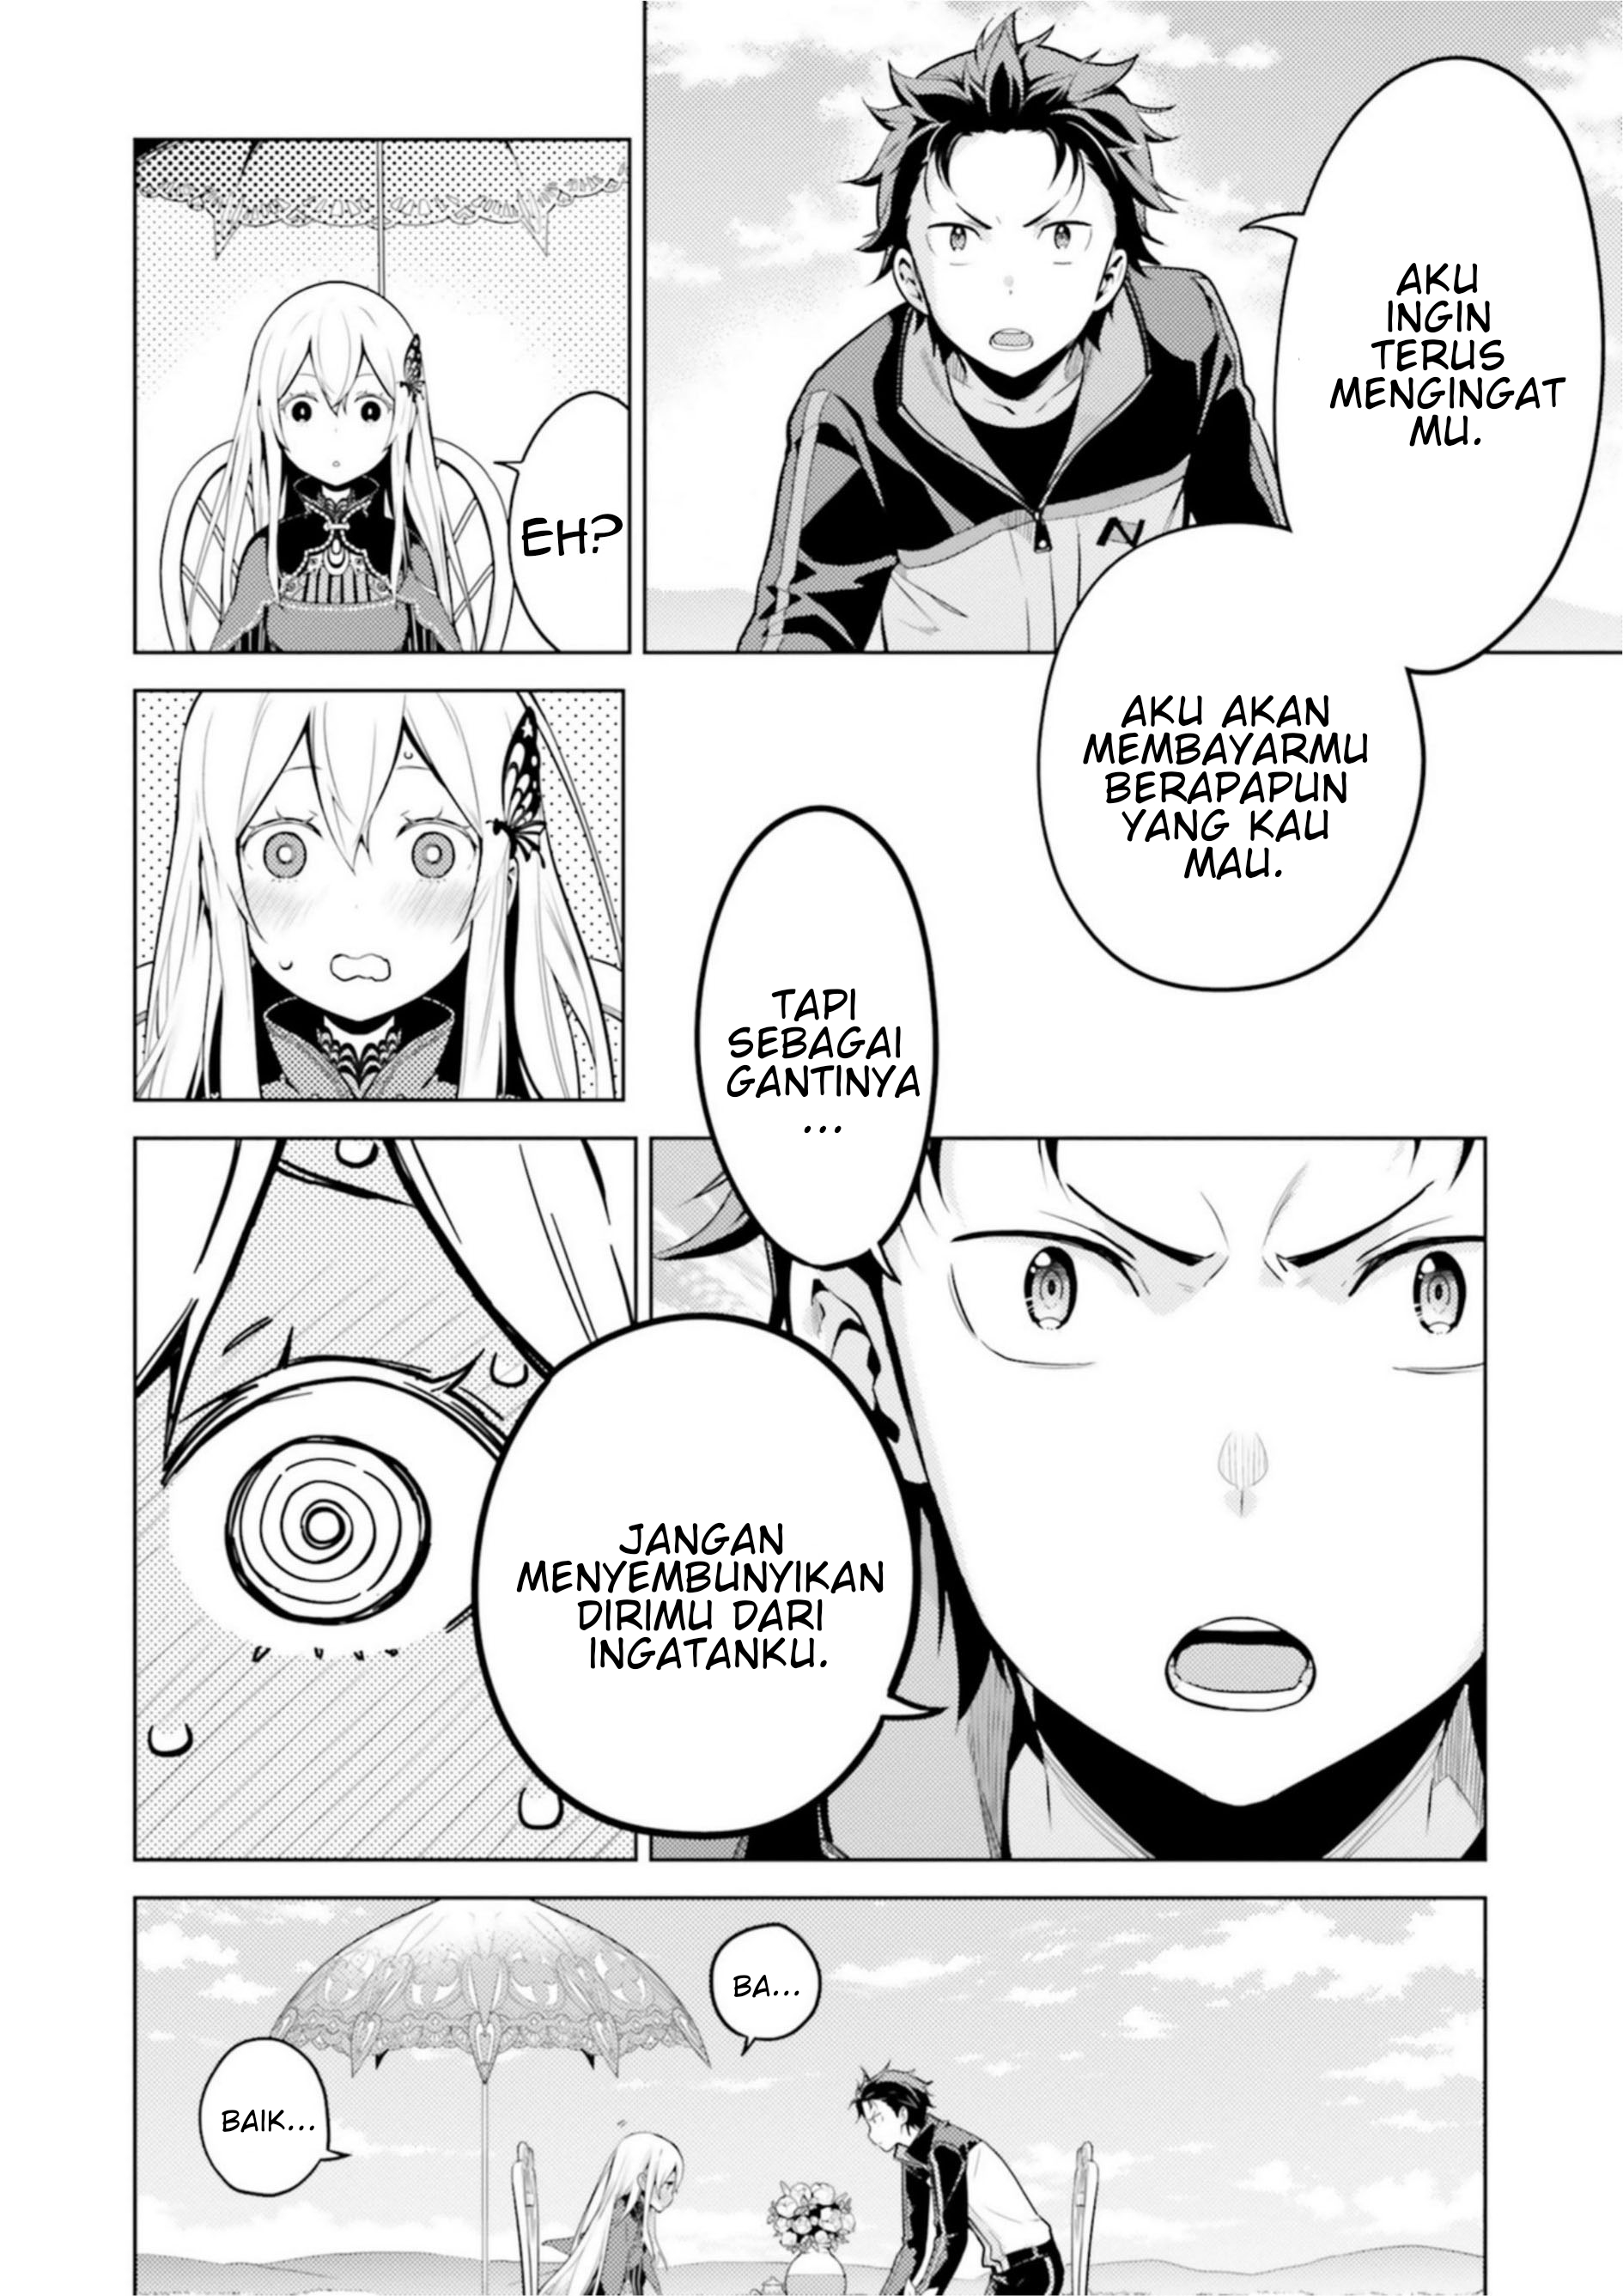 AKU
INGIN
TERUS
MENGINGAT
MU.
AKU AKAN
MEMBAYARMU
BERAPAPUN
YANG KAU
MAU.
EH?
TAPI
SEBAGAI
GANTINYA
...
JANGAN
MENYEMBUNYIKAN
DIRIMU DARI
INGATANKU.
BA...
BAIK...